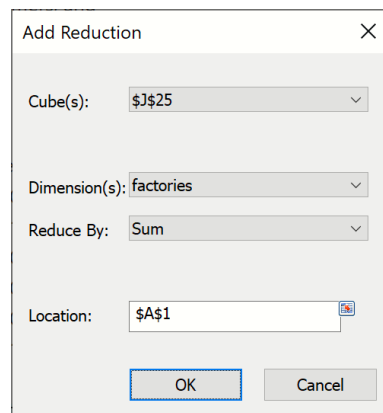 Add Reduction
Cube(s): $J$25
Dimension(s): factories
Reduce By: Sum
Location: $A$1
OK Cancel